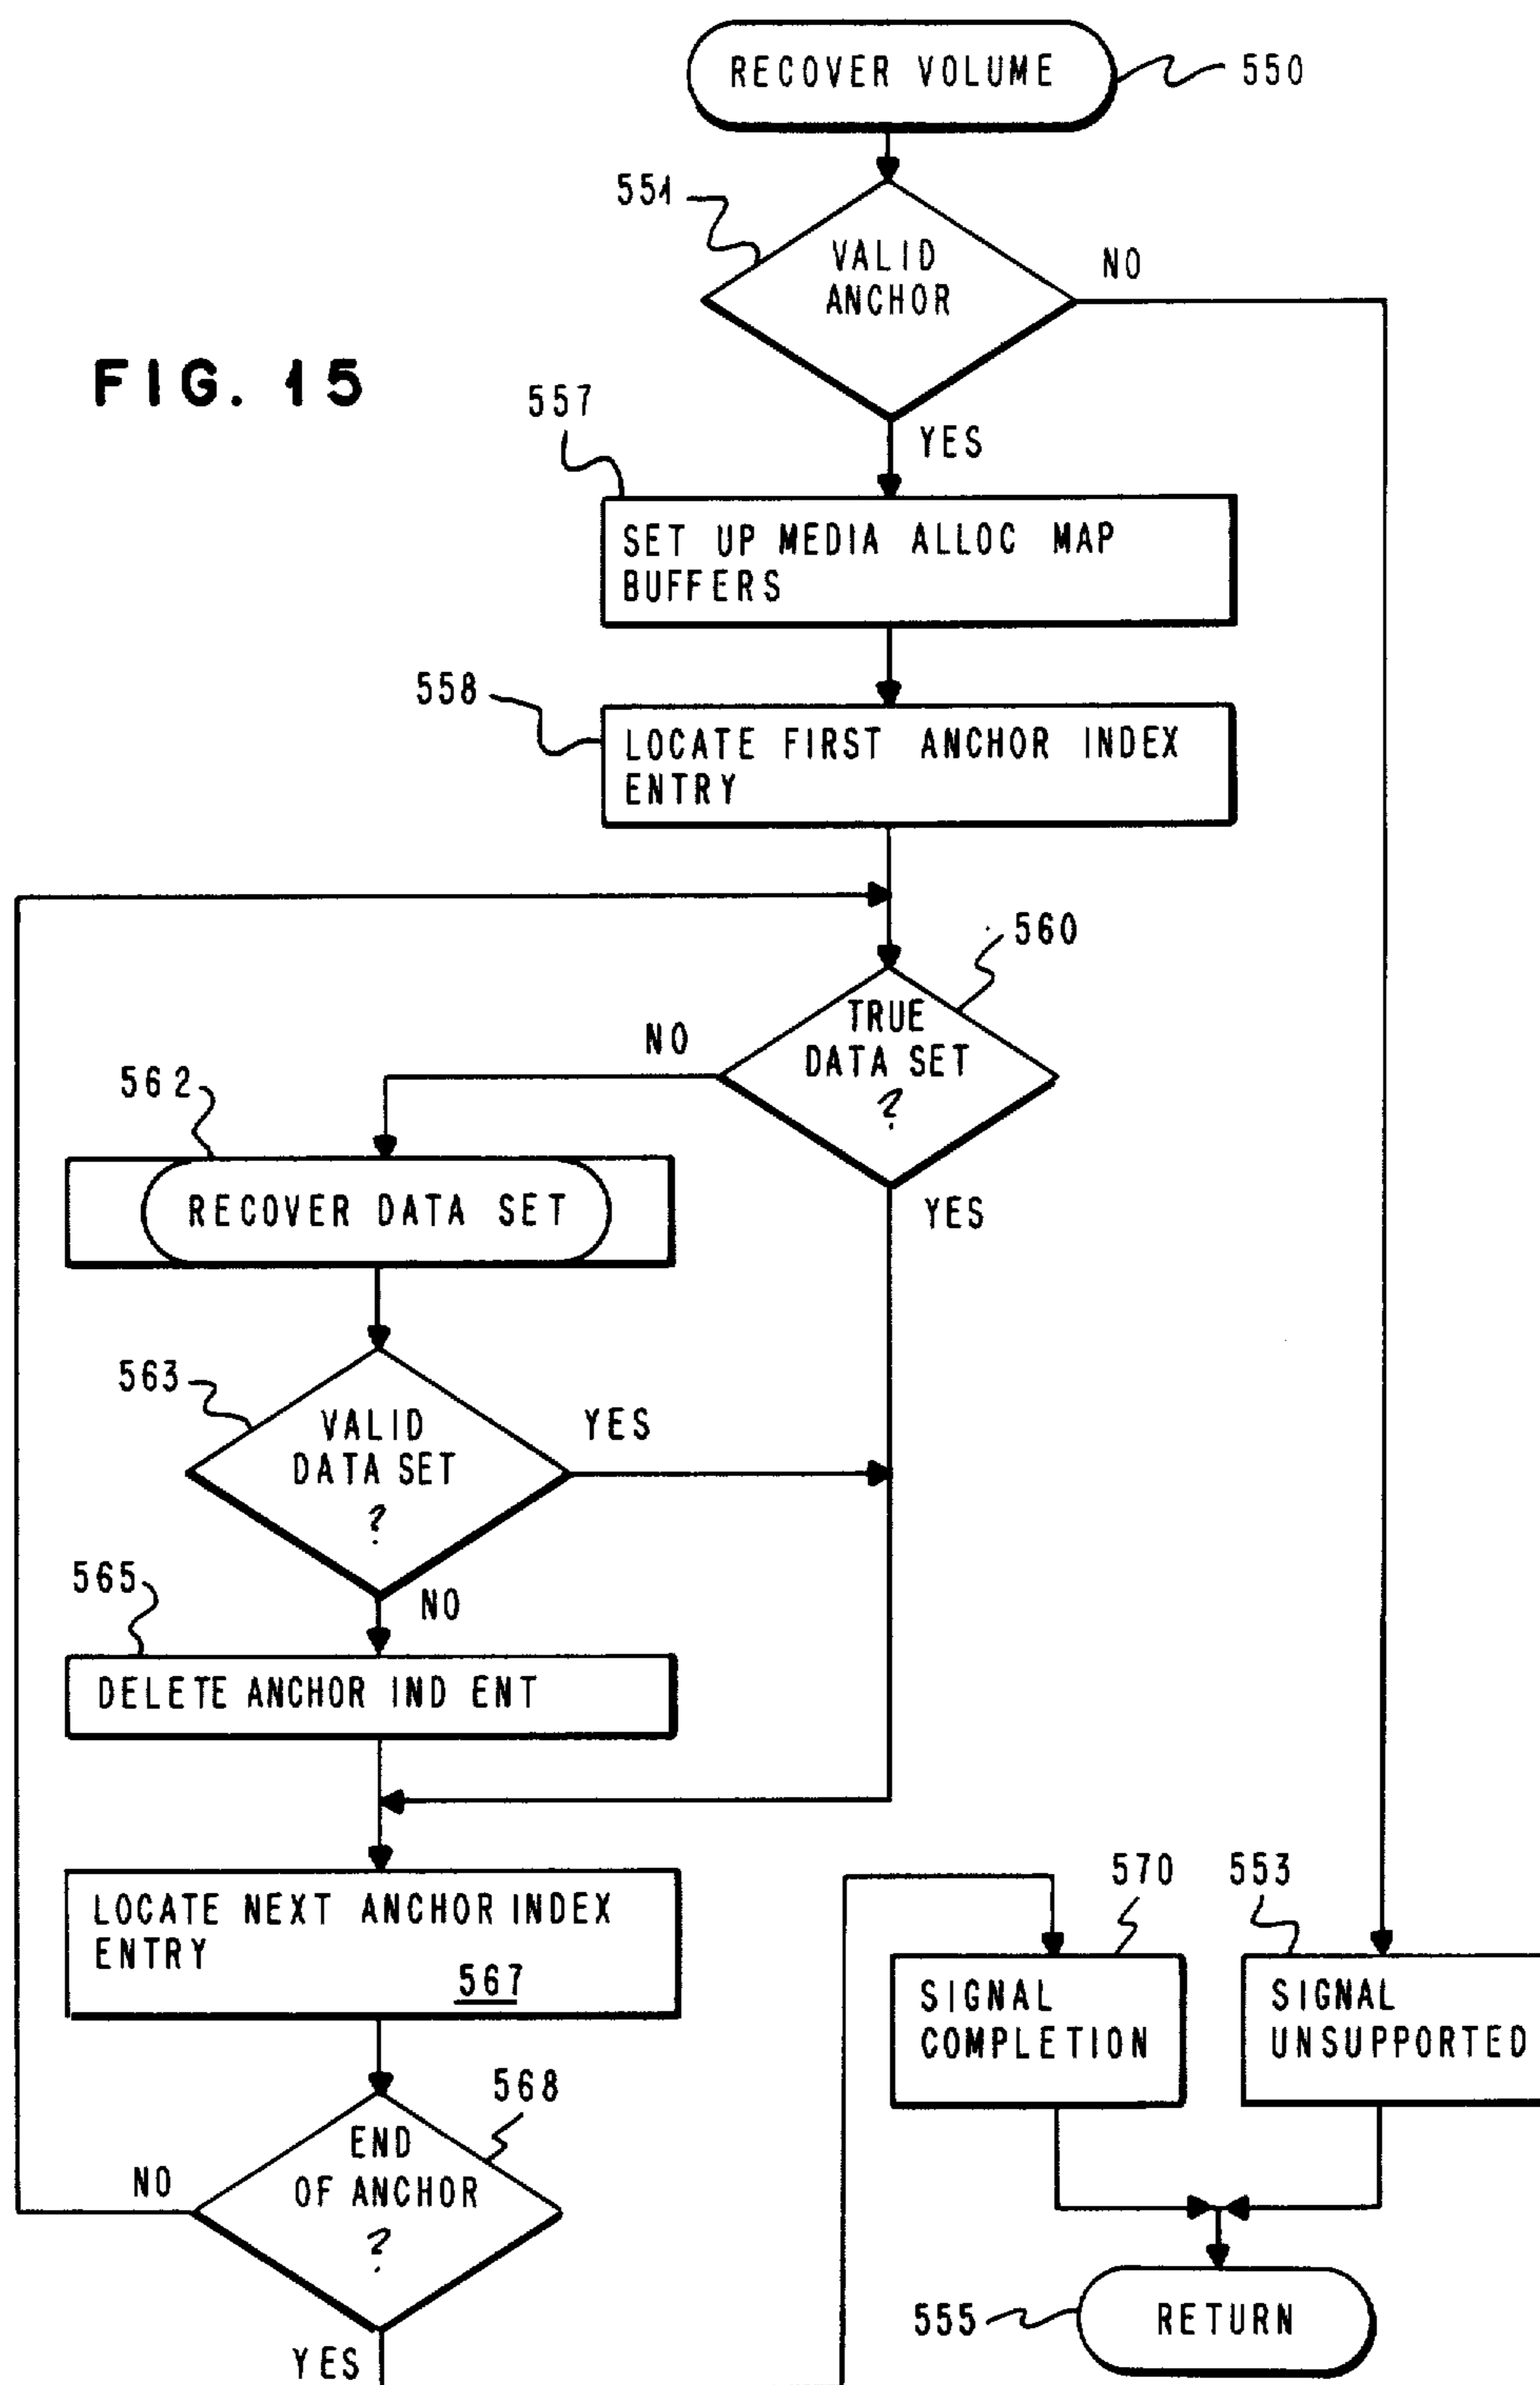 RECOVER VOLUME
550
551
VALID
ANCHOR
NO
FIG. 15
557
YES
SET UP MEDIA ALLOC MAP
BUFFERS
558
LOCATE FIRST ANCHOR INDEX
ENTRY
560
TRUE
DATA SET
?
NO
YES
562
RECOVER DATA SET
563
VALID
DATA SET
?
YES
NO
565
DELETE ANCHOR IND ENT
LOCATE NEXT ANCHOR INDEX
ENTRY
567
568
END
OF ANCHOR
?
NO
YES
570
SIGNAL
COMPLETION
553
SIGNAL
UNSUPPORTED
555
RETURN